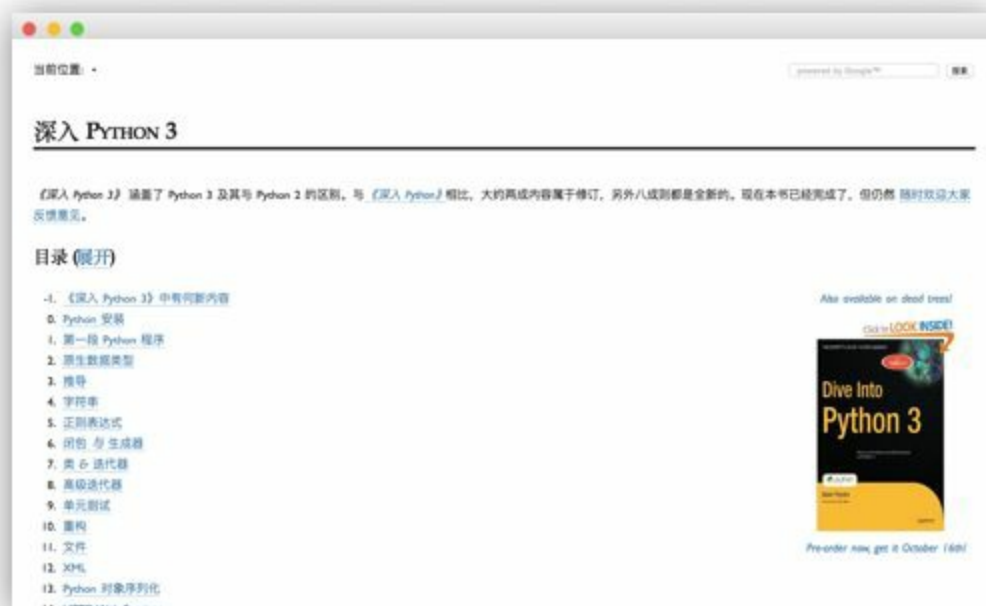 当前位置: •
powered by Google™
搜索
深入 PYTHON 3
《深入 Python 3》 涵盖了 Python 3 及其与 Python 2 的区别。与 《深入 Python》 相比，大约两成内容属于修订，另外八成则都是全新的。现在本书已经完成了，但仍然 随时欢迎大家
反馈意见。
目录 (展开)
-1. 《深入 Python 3》中有何新内容
0. Python 安装
1. 第一段 Python 程序
2. 原生数据类型
3. 推导
4. 字符串
5. 正则表达式
6. 闭包 与 生成器
7. 类 & 迭代器
8. 高级迭代器
9. 单元测试
10. 重构
11. 文件
12. XML
13. Python 对象序列化
Also available on dead trees!
Click to LOOK INSIDE!
Dive Into
Python 3
Pre-order now, get it October 16th!